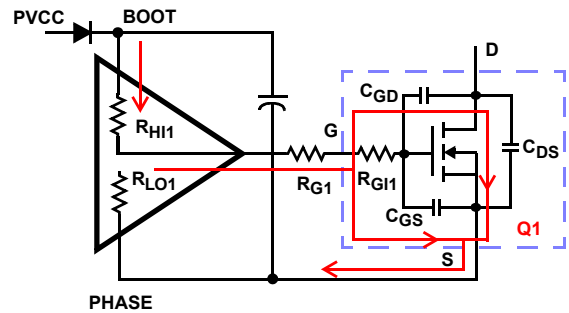 PVCC
BOOT
D
CGD
RHI1
G
CDS
RLO1
RG1
RGI1
CGS
Q1
S
PHASE